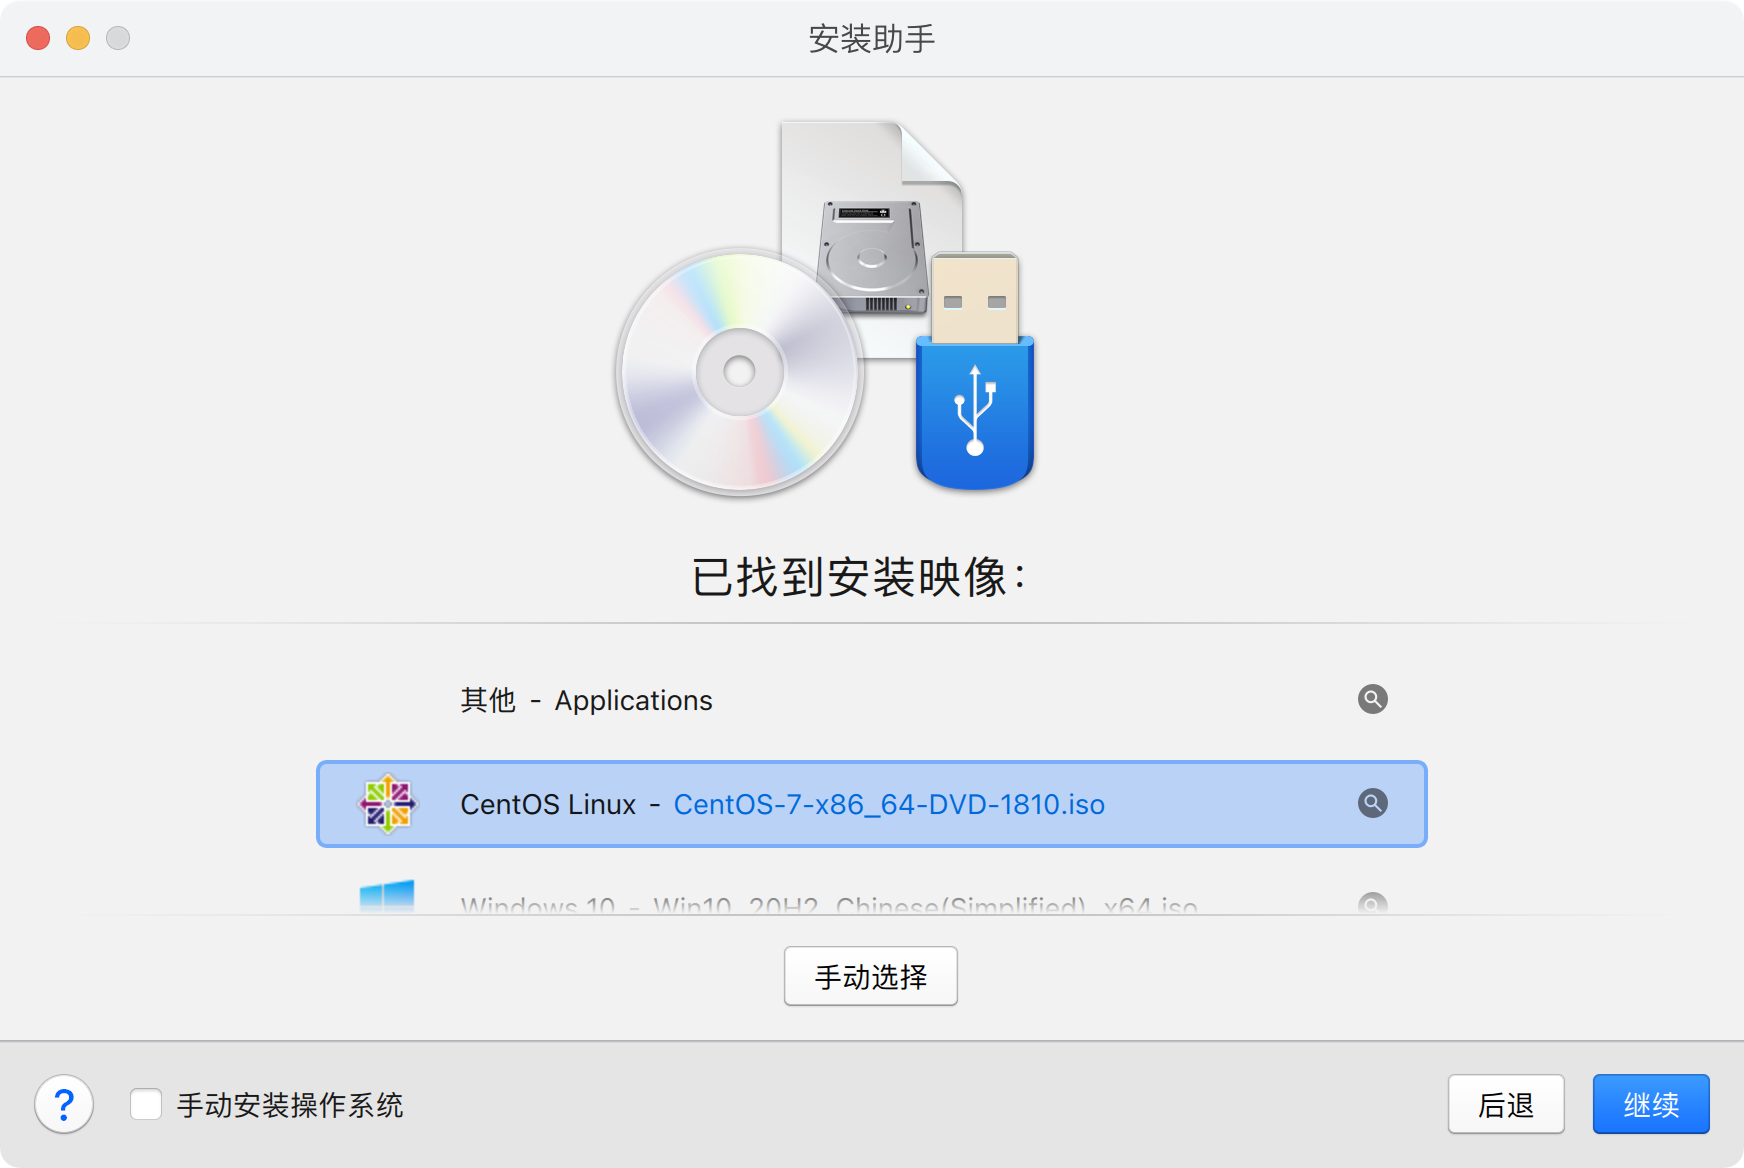 安装助手
已找到安装映像：
其他 - Applications
CentOS Linux - CentOS-7-x86_64-DVD-1810.iso
Windows 10 - Win10_20H2_Chinese(Simplified)_x64.iso
手动选择
? 手动安装操作系统
后退
继续